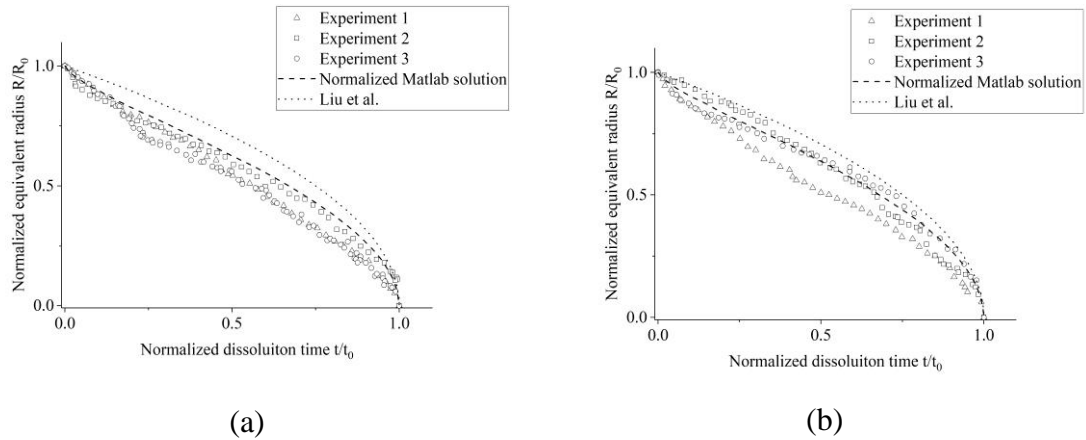 Experiment 1
Experiment 2
Experiment 3
Normalized Matlab solution
Liu et al.
Normalized equivalent radius R/R0
1.0
0.5
0.0
0.0
0.5
1.0
Normalized dissoluiton time t/t0
(a)
Experiment 1
Experiment 2
Experiment 3
Normalized Matlab solution
Liu et al.
Normalized equivalent radius R/R0
1.0
0.5
0.0
0.0
0.5
1.0
Normalized dissoluiton time t/t0
(b)